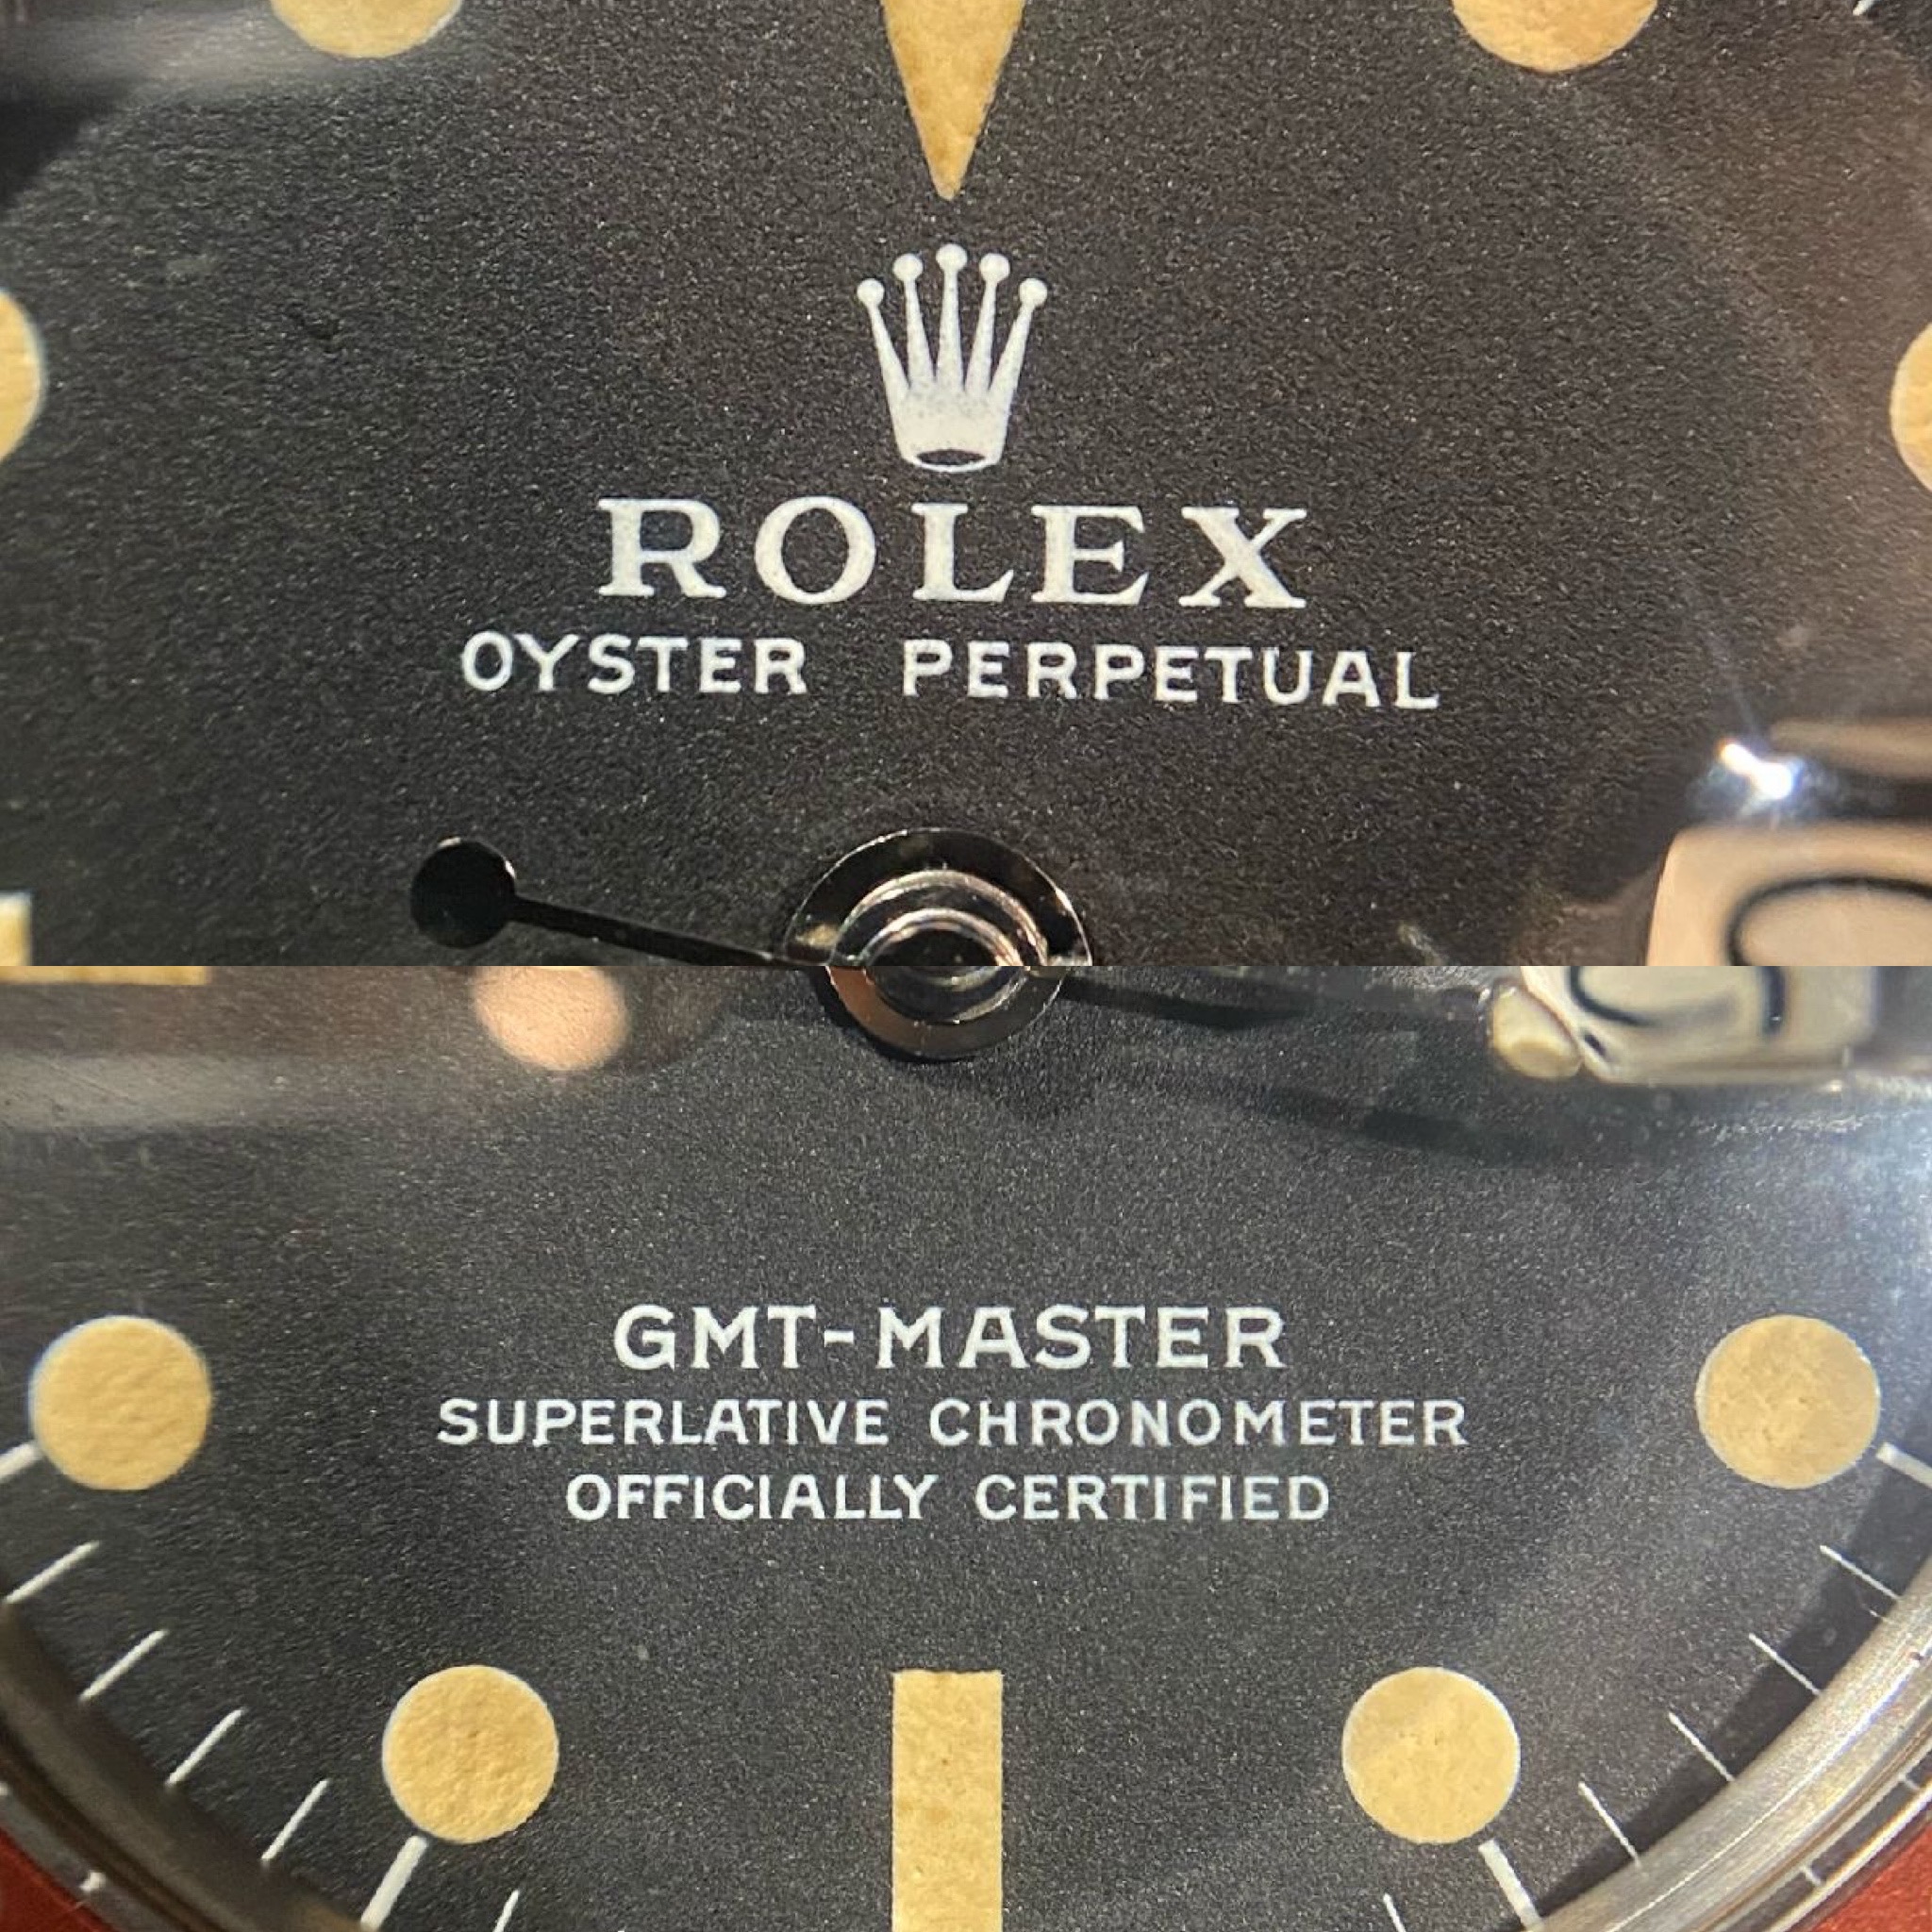 ROLEX
OYSTER PERPETUAL
GMT-MASTER
SUPERLATIVE CHRONOMETER
OFFICIALLY CERTIFIED